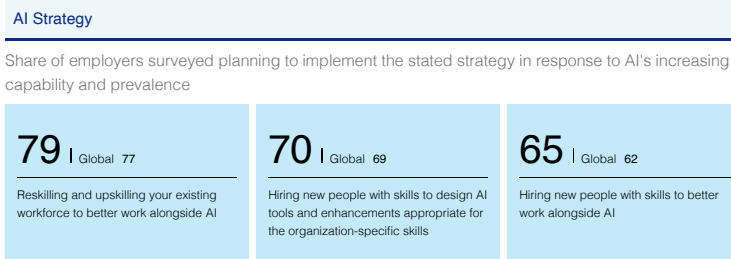 AI Strategy
Share of employers surveyed planning to implement the stated strategy in response to AI's increasing
capability and prevalence
79 | Global 77
Reskilling and upskilling your existing
workforce to better work alongside AI
70 | Global 69
Hiring new people with skills to design AI
tools and enhancements appropriate for
the organization-specific skills
65 | Global 62
Hiring new people with skills to better
work alongside AI